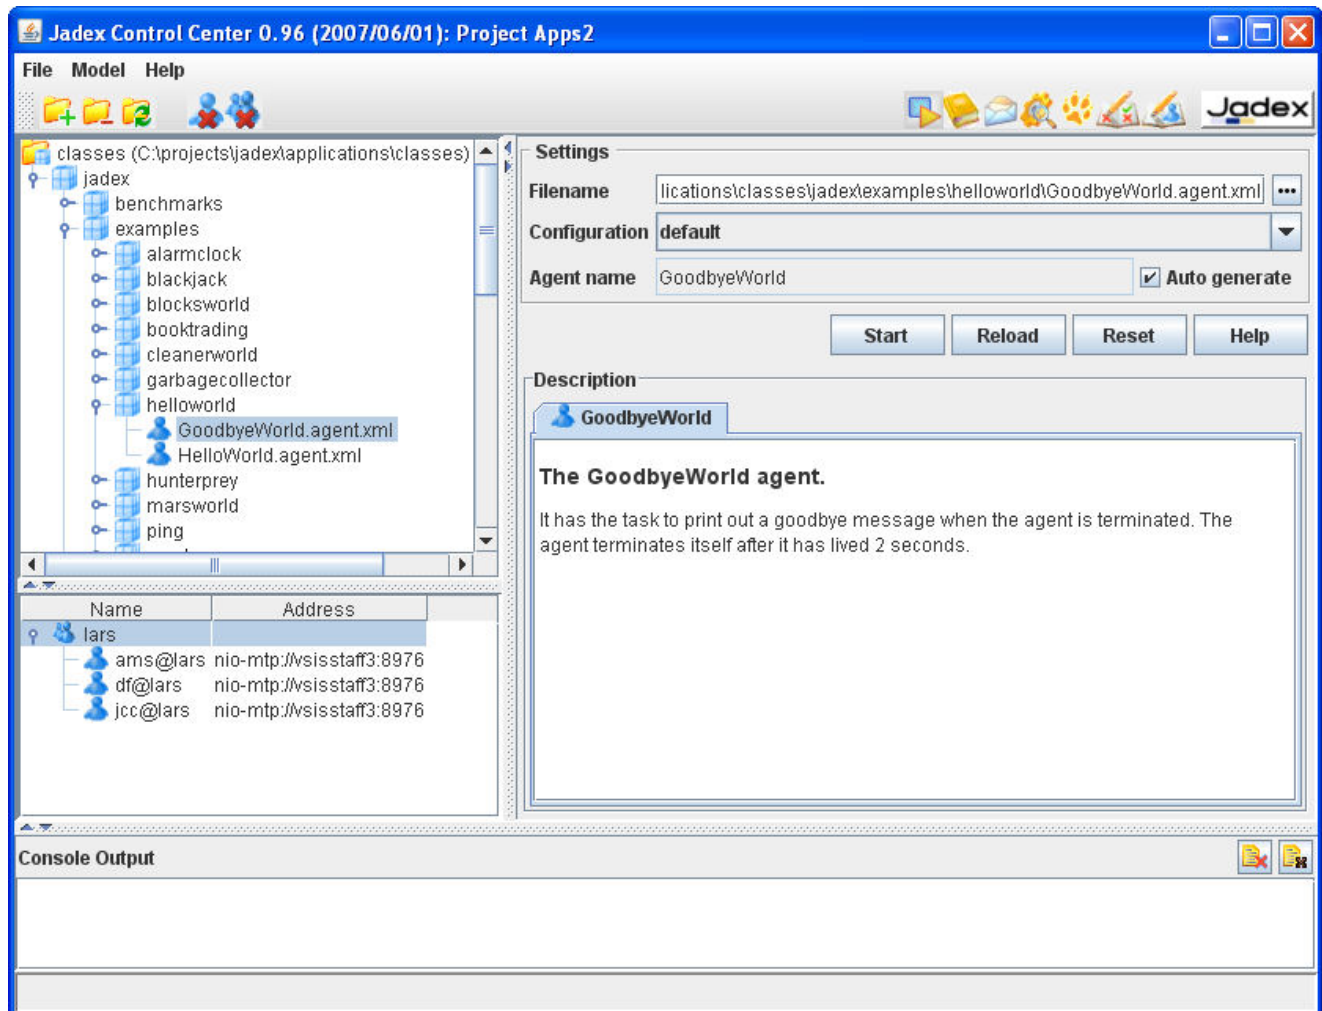 Jadex Control Center 0.96 (2007/06/01): Project Apps2
File Model Help
Jadex
classes (C:\projects\jadex\applications\classes)
jadex
benchmarks
examples
alarmclock
blackjack
blocksworld
booktrading
cleanerworld
garbagecollector
helloworld
GoodbyeWorld.agent.xml
HelloWorld.agent.xml
hunterprey
marsworld
ping
Name Address
lars
ams@lars nio-mtp://vsisstaff3:8976
df@lars nio-mtp://vsisstaff3:8976
jcc@lars nio-mtp://vsisstaff3:8976
Settings
Filename lications\classes\jadex\examples\helloworld\GoodbyeWorld.agent.xml ...
Configuration default
Agent name GoodbyeWorld Auto generate
Start Reload Reset Help
Description
GoodbyeWorld
The GoodbyeWorld agent.
It has the task to print out a goodbye message when the agent is terminated. The
agent terminates itself after it has lived 2 seconds.
Console Output